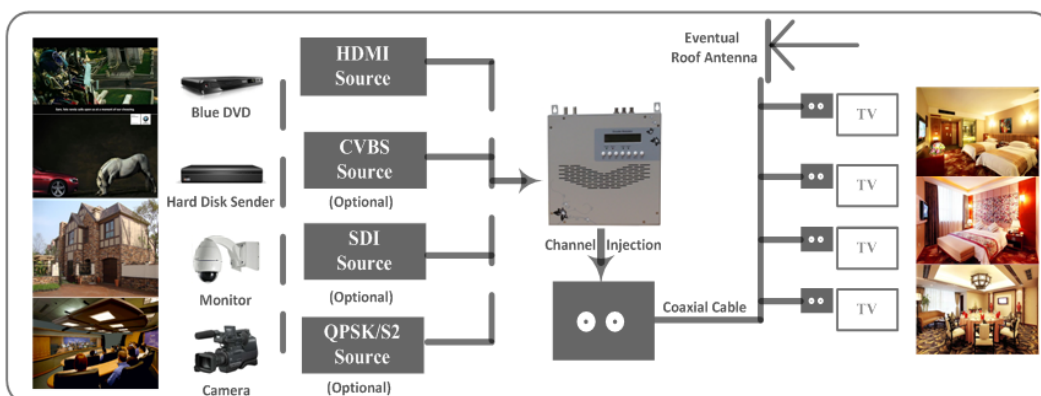 Blue DVD
Hard Disk Sender
Monitor
Camera
HDMI
Source
CVBS
Source
(Optional)
SDI
Source
(Optional)
QPSK/S2
Source
(Optional)
Channel Injection
Coaxial Cable
Eventual
Roof Antenna
TV
TV
TV
TV